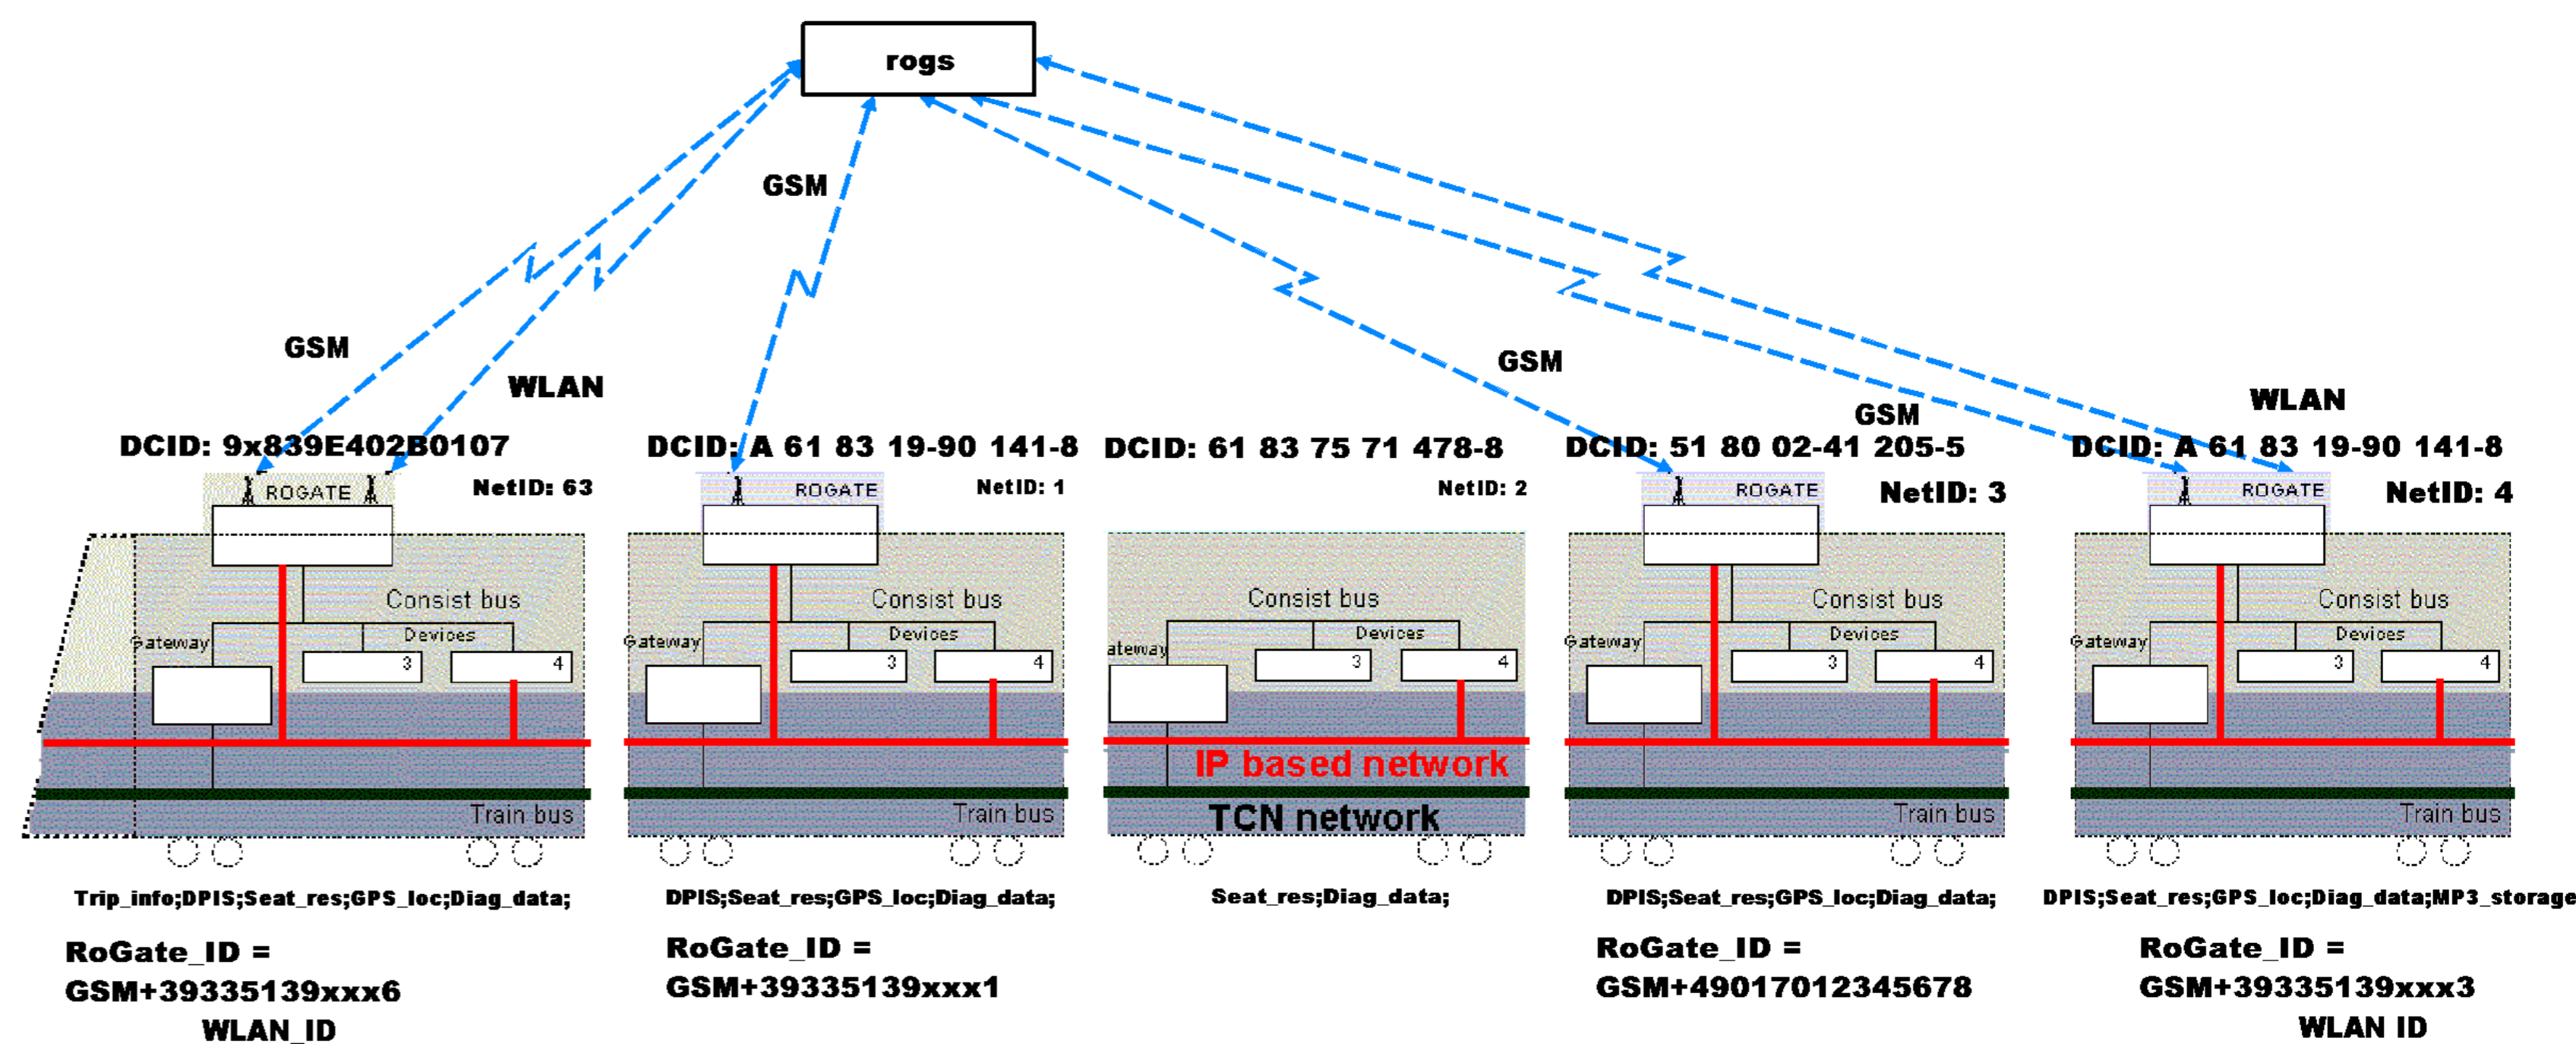 rogs
GSM
GSM
WLAN
GSM
GSM
WLAN
DCID: 9x839E402B0107
DCID: A 61 83 19-90 141-8
DCID: 61 83 75 71 478-8
DCID: 51 80 02-41 205-5
DCID: A 61 83 19-90 141-8
ROGATE
NetID: 63
ROGATE
NetID: 1
NetID: 2
ROGATE
NetID: 3
ROGATE
NetID: 4
Consist bus
Gateway
Devices
3
4
Train bus
Consist bus
Gateway
Devices
3
4
Train bus
Consist bus
ateway
Devices
3
4
IP based network
TCN network
Consist bus
Gateway
Devices
3
4
Train bus
Consist bus
Gateway
Devices
3
4
Train bus
Trip_info;DPIS;Seat_res;GPS_loc;Diag_data;
DPIS;Seat_res;GPS_loc;Diag_data;
Seat_res;Diag_data;
DPIS;Seat_res;GPS_loc;Diag_data;
DPIS;Seat_res;GPS_loc;Diag_data;MP3_storage
RoGate_ID =
GSM+39335139xxx6
WLAN_ID
RoGate_ID =
GSM+39335139xxx1
RoGate_ID =
GSM+49017012345678
RoGate_ID =
GSM+39335139xxx3
WLAN ID